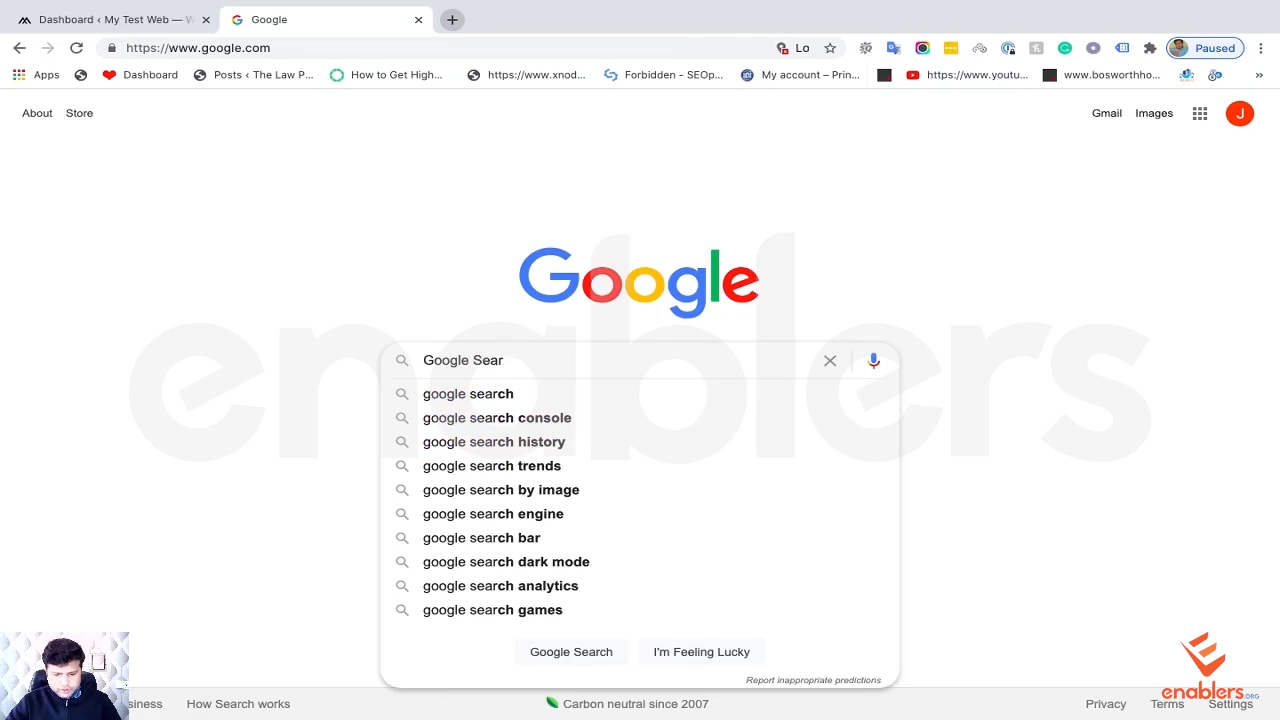 Dashboard ‹ My Test Web — W
Google
https://www.google.com
Lo
Paused
Apps
Dashboard
Posts ‹ The Law P...
How to Get High...
https://www.xnod...
Forbidden - SEOp...
My account – Prin...
https://www.youtu...
www.bosworthho...
»
About
Store
Gmail
Images
J
Google
enablers
Google Sear
google search
google search console
google search history
google search trends
google search by image
google search engine
google search bar
google search dark mode
google search analytics
google search games
Google Search
I'm Feeling Lucky
Report inappropriate predictions
siness
How Search works
Carbon neutral since 2007
Privacy
Terms
Settings
enablers.ORG